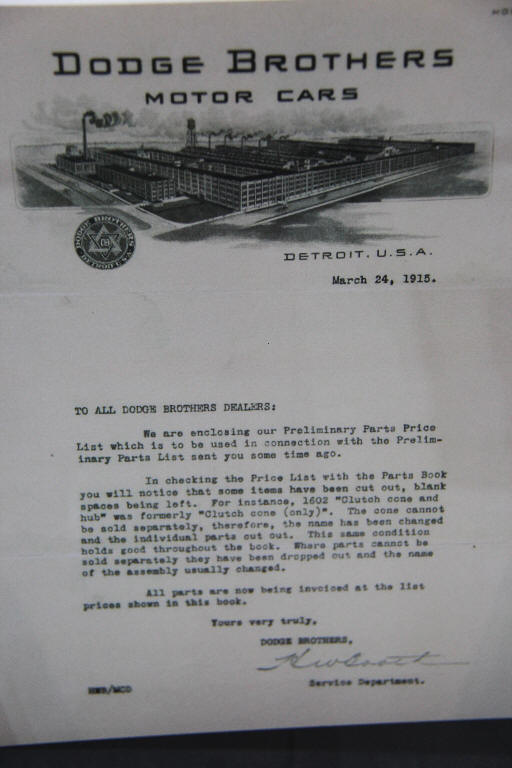 DODGE BROTHERS
MOTOR CARS
DODGE BROTHERS
DB
DETROIT, U.S.A.
DETROIT, U.S.A.
March 24, 1915.
TO ALL DODGE BROTHERS DEALERS:
We are enclosing our Preliminary Parts Price
List which is to be used in connection with the Prelim-
inary Parts List sent you some time ago.
In checking the Price List with the Parts Book
you will notice that some items have been cut out, blank
spaces being left. For instance, 1602 "Clutch cone and
hub" was formerly "Clutch cone (only)". The cone cannot
be sold separately, therefore, the name has been changed
and the individual parts cut out. This same condition
holds good throughout the book. Where parts cannot be
sold separately they have been dropped out and the name
of the assembly usually changed.
All parts are now being invoiced at the list
prices shown in this book.
Yours very truly,
DODGE BROTHERS,
Service Department.